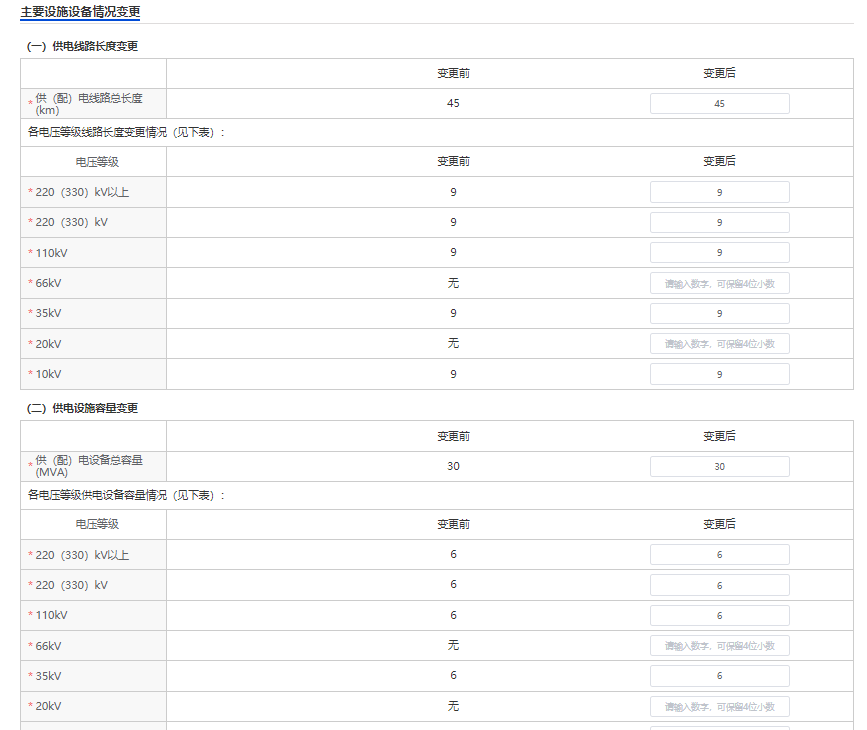 主要设施设备情况变更
（一）供电线路长度变更
变更前 变更后
*供（配）电线路总长度(km) 45 45
各电压等级线路长度变更情况（见下表）：
电压等级 变更前 变更后
*220（330）kV以上 9 9
*220（330）kV 9 9
*110kV 9 9
*66kV 无 请输入数字，可保留4位小数
*35kV 9 9
*20kV 无 请输入数字，可保留4位小数
*10kV 9 9
（二）供电设施容量变更
变更前 变更后
*供（配）电设备总容量(MVA) 30 30
各电压等级供电设备容量情况（见下表）：
电压等级 变更前 变更后
*220（330）kV以上 6 6
*220（330）kV 6 6
*110kV 6 6
*66kV 无 请输入数字，可保留4位小数
*35kV 6 6
*20kV 无 请输入数字，可保留4位小数